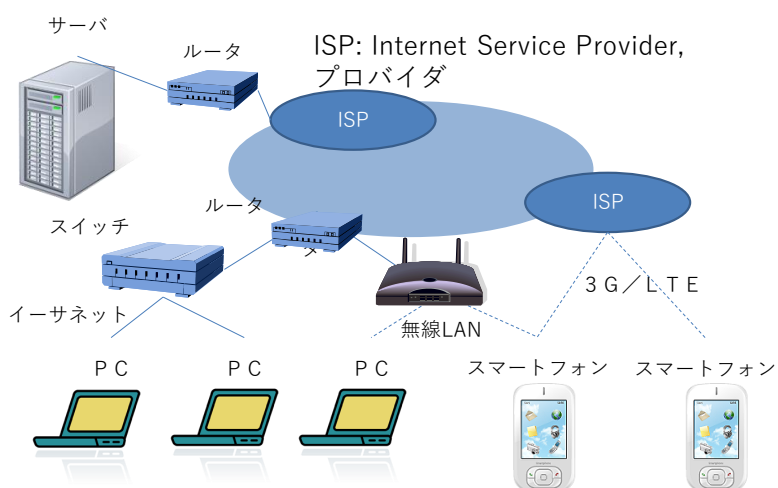 サーバ
ルータ
ISP: Internet Service Provider,
プロバイダ
ISP
ISP
スイッチ
ルータ
タ
３Ｇ／ＬＴＥ
イーサネット
無線LAN
ＰＣ
ＰＣ
ＰＣ
スマートフォン
スマートフォン